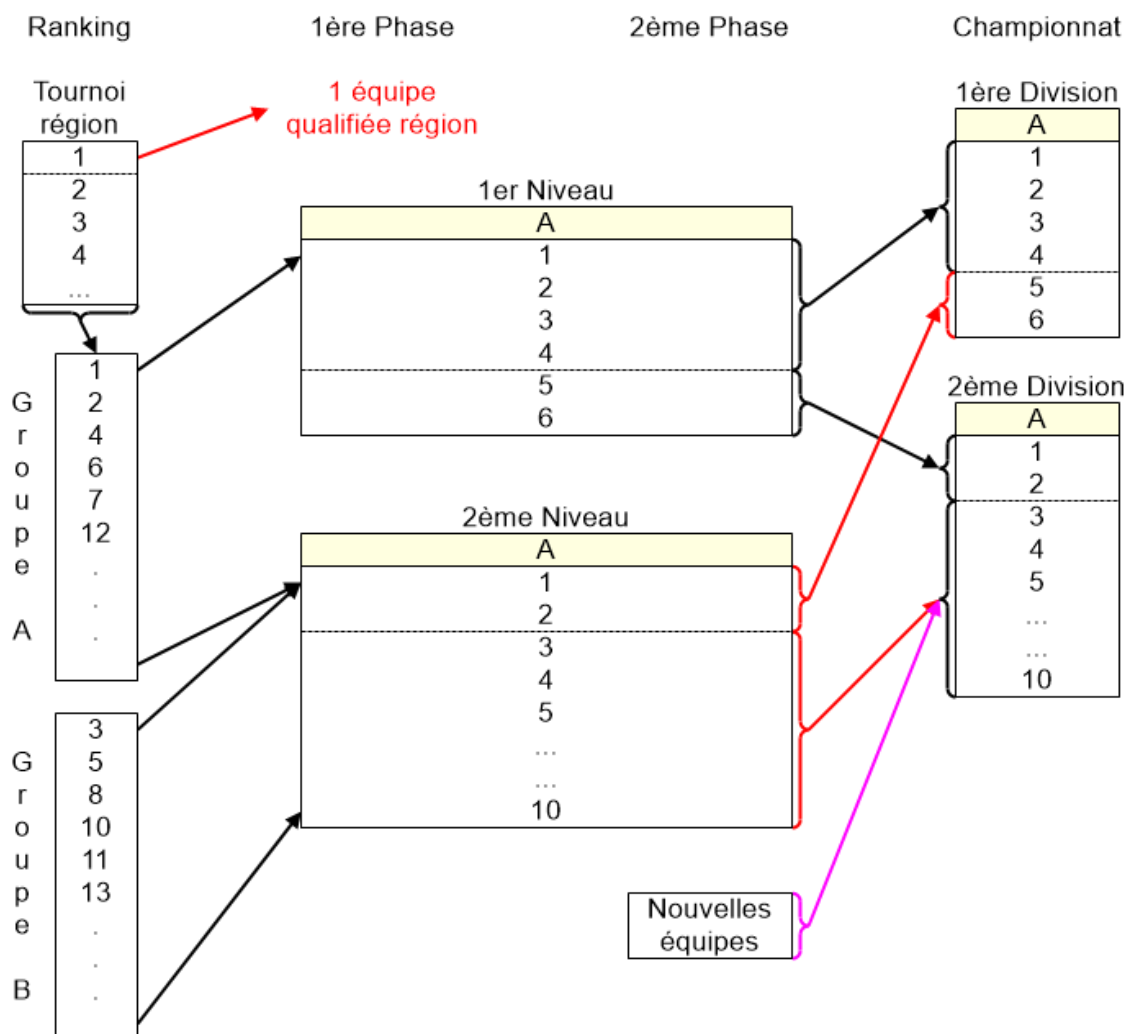 Ranking
1ère Phase
2ème Phase
Championnat
Tournoi
région
1
2
3
4
...
1 équipe
qualifiée région
Groupe A
1
2
4
6
7
12
.
.
.
Groupe B
3
5
8
10
11
13
.
.
.
1er Niveau
A
1
2
3
4
5
6
2ème Niveau
A
1
2
3
4
5
...
...
10
Nouvelles
équipes
1ère Division
A
1
2
3
4
5
6
2ème Division
A
1
2
3
4
5
...
...
10